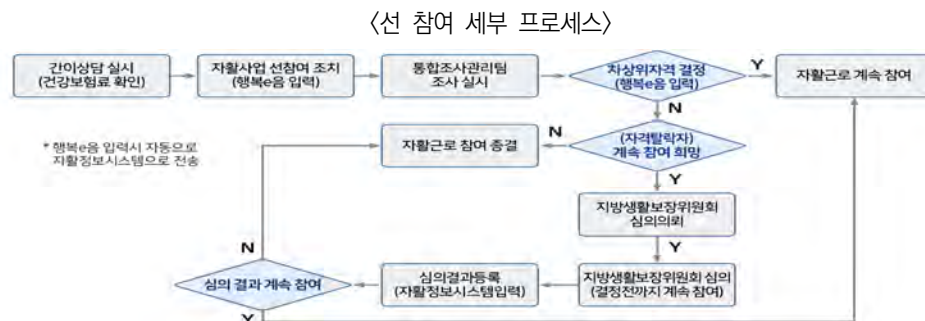 〈선 참여 세부 프로세스〉
간이상담 실시
(건강보험료 확인)
자활사업 선참여 조치
(행복e음 입력)
통합조사관리팀
조사 실시
차상위자격 결정
(행복e음 입력)
Y
자활근로 계속 참여
N
* 행복e음 입력시 자동으로
자활정보시스템으로 전송
자활근로 참여 종결
N
(자격탈락자)
계속 참여 희망
Y
지방생활보장위원회
심의의뢰
Y
N
심의 결과 계속 참여
심의결과등록
(자활정보시스템입력)
지방생활보장위원회 심의
(결정전까지 계속 참여)
Y